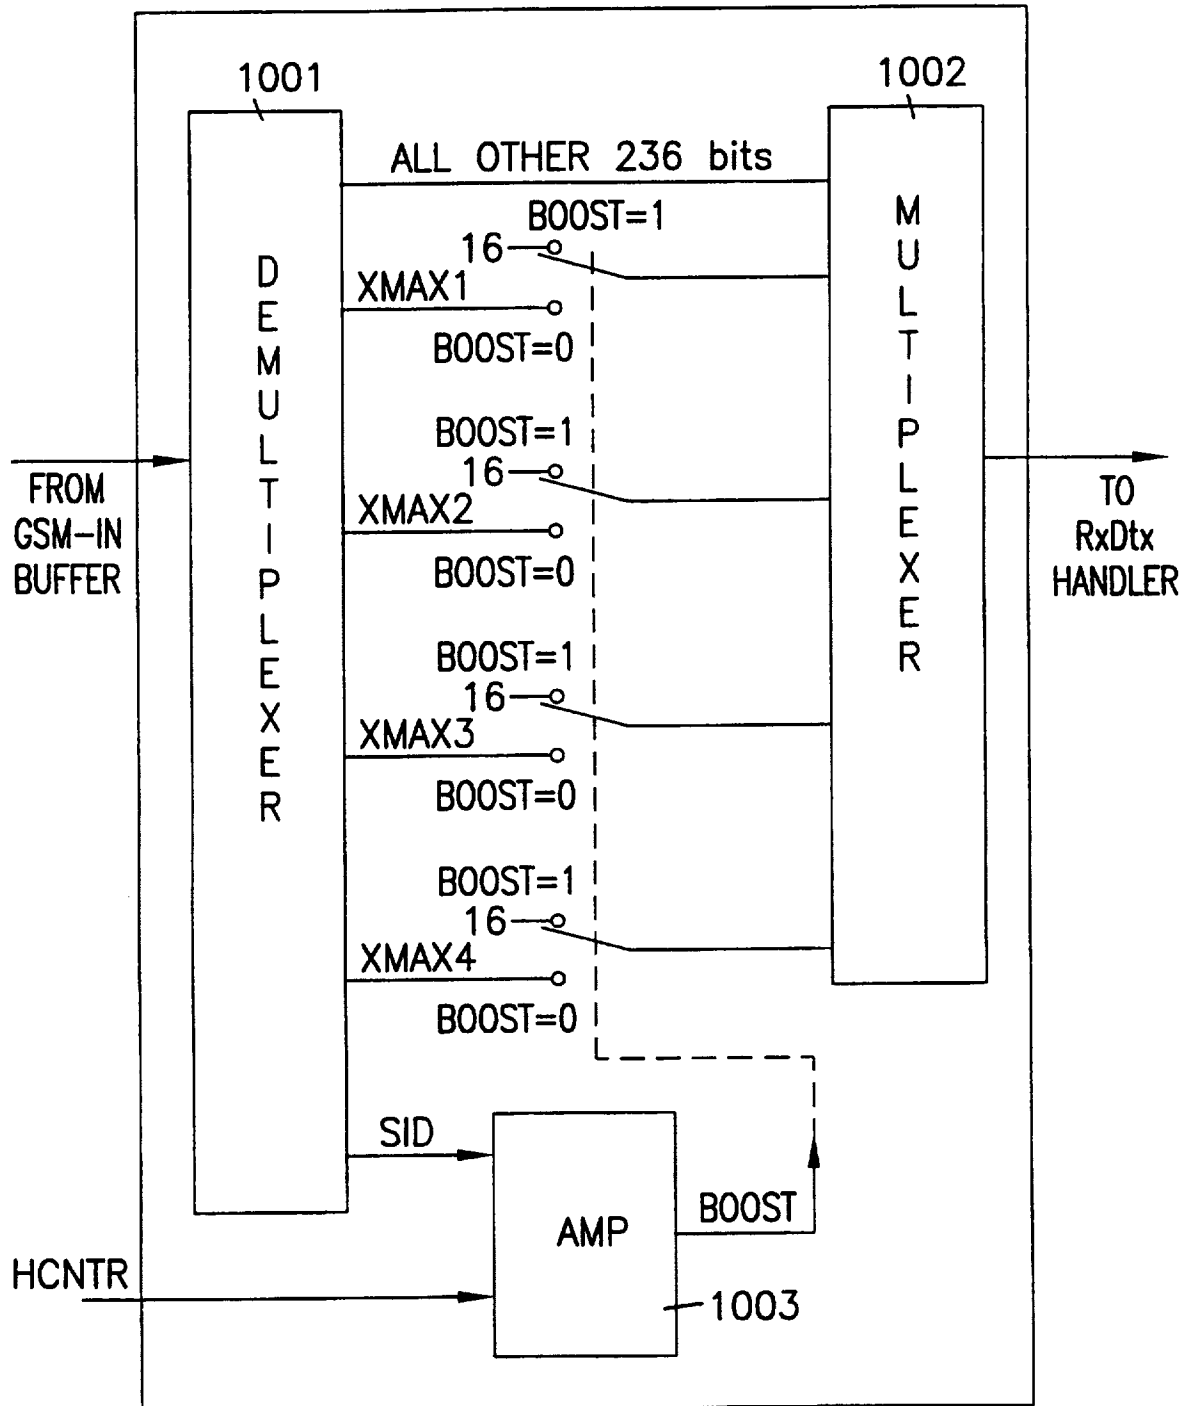 1001
1002
ALL OTHER 236 bits
BOOST=1
16
XMAX1
BOOST=0
BOOST=1
16
XMAX2
BOOST=0
BOOST=1
16
XMAX3
BOOST=0
BOOST=1
16
XMAX4
BOOST=0
DEMULTIPLEXER
MULTIPLEXER
FROM
GSM-IN
BUFFER
TO
RxDtx
HANDLER
SID
AMP
BOOST
HCNTR
1003